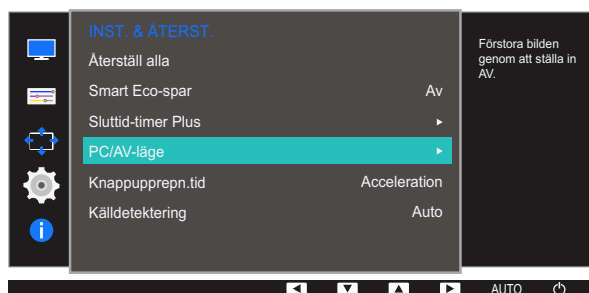 INST. & ÅTERST.
Återställ alla
Smart Eco-spar Av
Sluttid-timer Plus
PC/AV-läge
Knappupprepn.tid Acceleration
Källdetektering Auto
Förstora bilden
genom att ställa in
AV.
AUTO